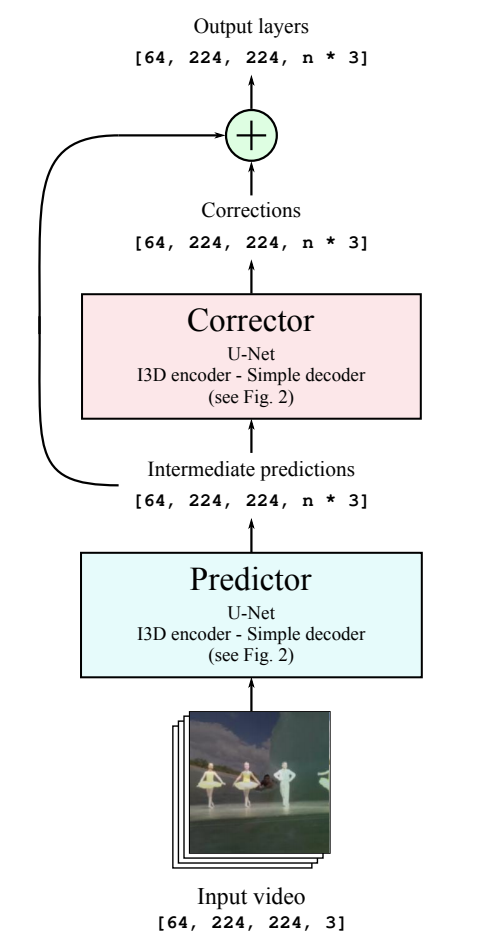 Output layers
[64, 224, 224, n * 3]
Corrections
[64, 224, 224, n * 3]
Corrector
U-Net
I3D encoder - Simple decoder
(see Fig. 2)
Intermediate predictions
[64, 224, 224, n * 3]
Predictor
U-Net
I3D encoder - Simple decoder
(see Fig. 2)
Input video
[64, 224, 224, 3]